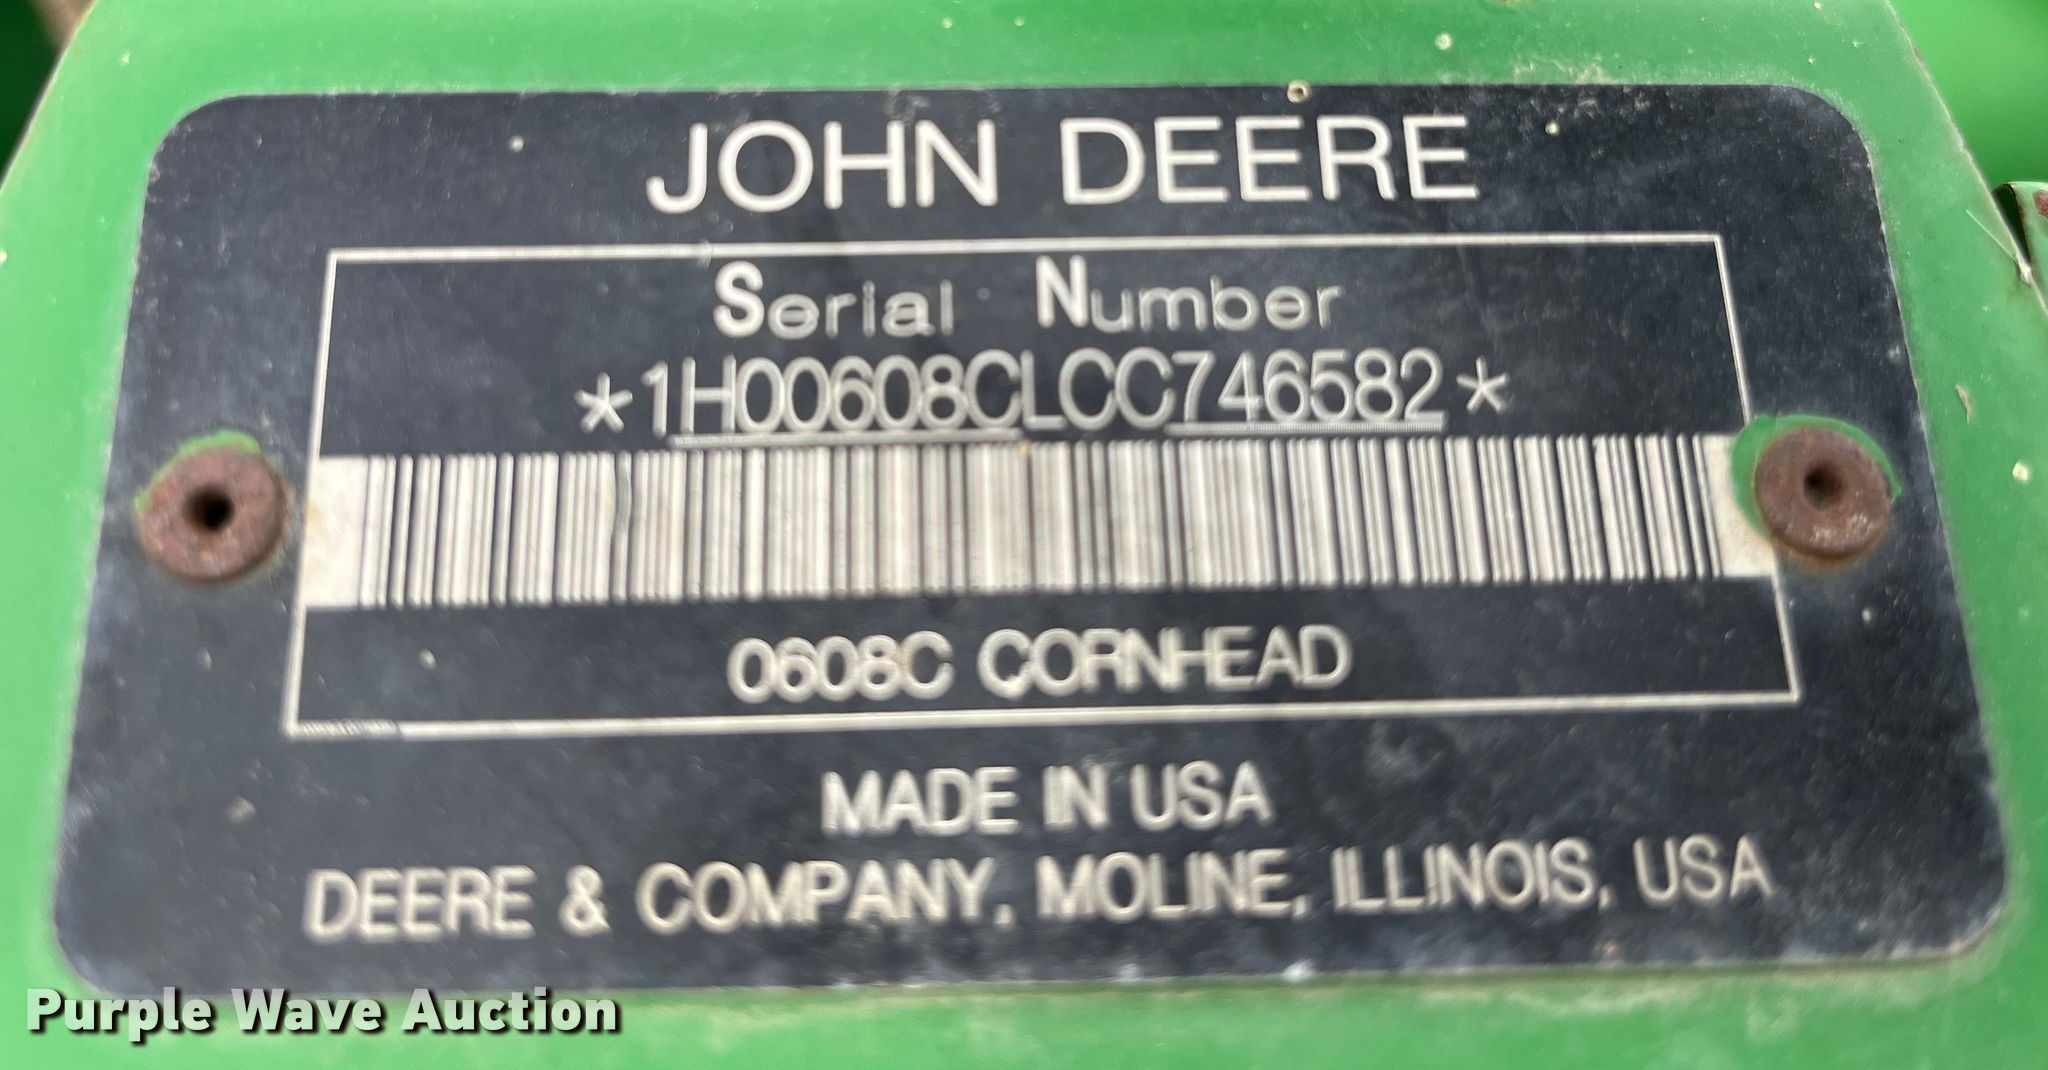 JOHN DEERE
Serial Number
*1H00608CLCC746582*
0608C CORNHEAD
MADE IN USA
DEERE & COMPANY, MOLINE, ILLINOIS, USA
Purple Wave Auction